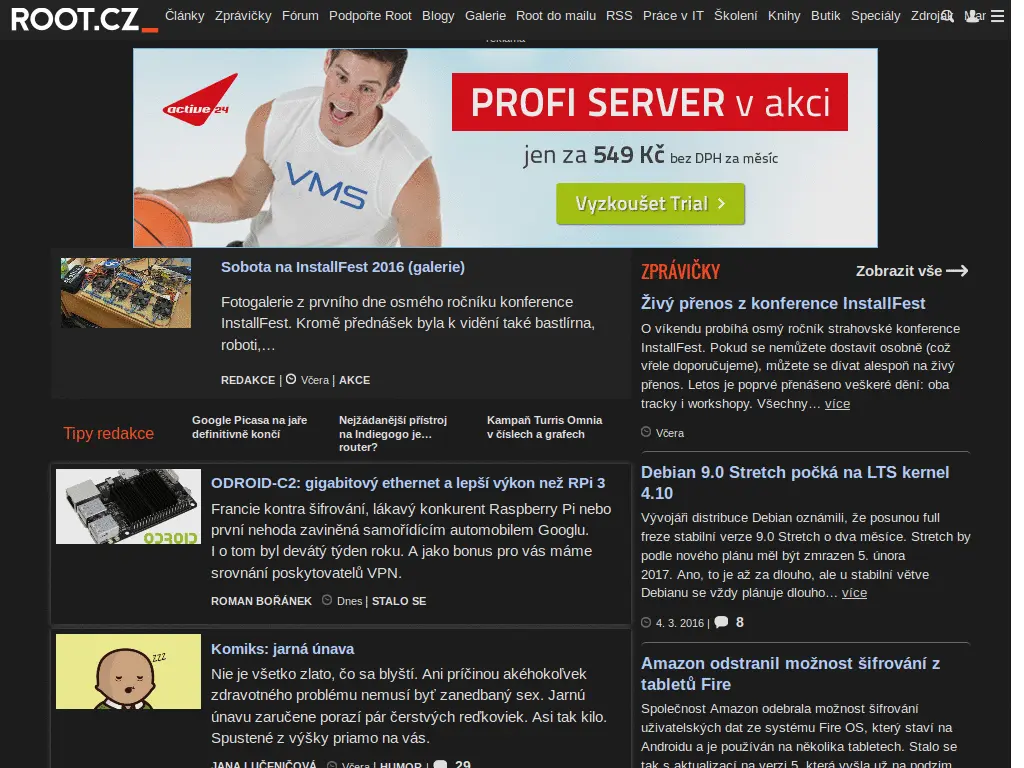 ROOT.CZ_
Články Zprávičky Fórum Podpořte Root Blogy Galerie Root do mailu RSS Práce v IT Školení Knihy Butik Speciály Zdroják
reklama
active 24
PROFI SERVER v akci
jen za 549 Kč bez DPH za měsíc
Vyzkoušet Trial
VMS
Sobota na InstallFest 2016 (galerie)
Fotogalerie z prvního dne osmého ročníku konference
InstallFest. Kromě přednášek byla k vidění také bastlírna,
roboti,…
REDAKCE | Včera | AKCE
Tipy redakce
Google Picasa na jaře
definitivně končí
Nejžádanější přístroj
na Indiegogo je…
router?
Kampaň Turris Omnia
v číslech a grafech
ODROID
ODROID-C2: gigabitový ethernet a lepší výkon než RPi 3
Francie kontra šifrování, lákavý konkurent Raspberry Pi nebo
první nehoda zaviněná samořídícím automobilem Googlu.
I o tom byl devátý týden roku. A jako bonus pro vás máme
srovnání poskytovatelů VPN.
ROMAN BOŘÁNEK Dnes | STALO SE
zzz
Komiks: jarná únava
Nie je všetko zlato, čo sa blyští. Ani príčinou akéhokoľvek
zdravotného problému nemusí byť zanedbaný sex. Jarnú
únavu zaručene porazí pár čerstvých reďkoviek. Asi tak kilo.
Spustené z výšky priamo na vás.
JANA LUČENIČOVÁ Včera | HUMOR | 29
ZPRÁVIČKY
Zobrazit vše
Živý přenos z konference InstallFest
O víkendu probíhá osmý ročník strahovské konference
InstallFest. Pokud se nemůžete dostavit osobně (což
vřele doporučujeme), můžete se dívat alespoň na živý
přenos. Letos je poprvé přenášeno veškeré dění: oba
tracky i workshopy. Všechny… více
Včera
Debian 9.0 Stretch počká na LTS kernel
4.10
Vývojáři distribuce Debian oznámili, že posunou full
freze stabilní verze 9.0 Stretch o dva měsíce. Stretch by
podle nového plánu měl být zmrazen 5. února
2017. Ano, to je až za dlouho, ale u stabilní větve
Debianu se vždy plánuje dlouho… více
4. 3. 2016 | 8
Amazon odstranil možnost šifrování z
tabletů Fire
Společnost Amazon odebrala možnost šifrování
uživatelských dat ze systému Fire OS, který staví na
Androidu a je používán na několika tabletech. Stalo se
tak s aktualizací na verzi 5, která vyšla už na podzim